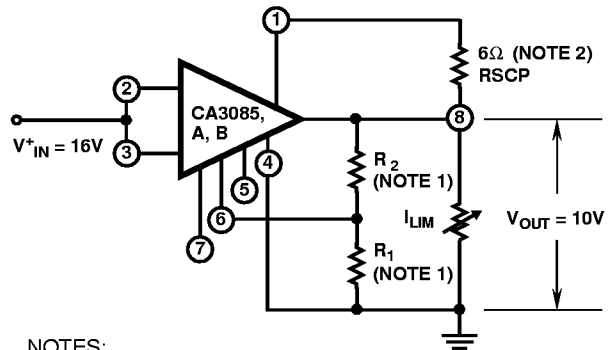 1
6Ω (NOTE 2)
RSCP
2
CA3085,
A, B
8
V+IN = 16V
3
4
R2
(NOTE 1)
5
6
ILIM
VOUT = 10V
7
R1
(NOTE 1)
NOTES: